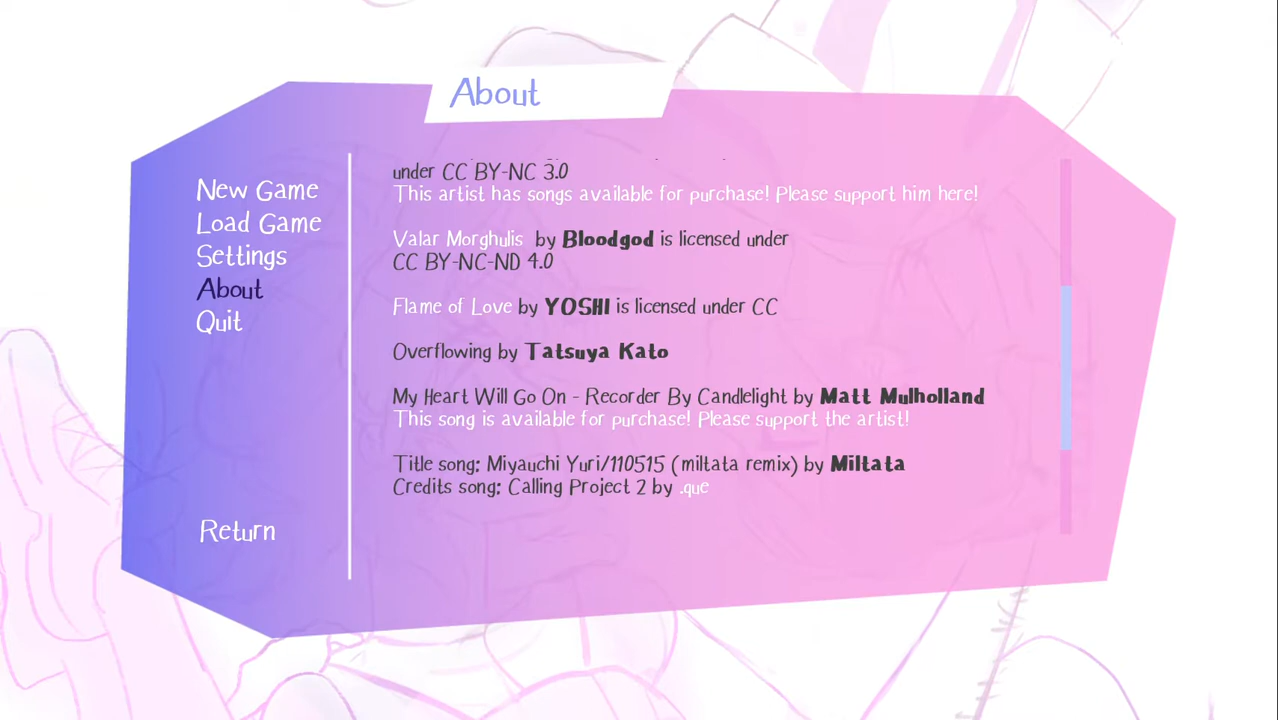 About
New Game
Load Game
Settings
About
Quit
Return
under CC BY-NC 3.0
This artist has songs available for purchase! Please support him here!
Valar Morghulis by Bloodgod is licensed under
CC BY-NC-ND 4.0
Flame of Love by YOSHI is licensed under CC
Overflowing by Tatsuya Kato
My Heart Will Go On - Recorder By Candlelight by Matt Mulholland
This song is available for purchase! Please support the artist!
Title song: Miyauchi Yuri/110515 (miltata remix) by Miltata
Credits song: Calling Project 2 by .que